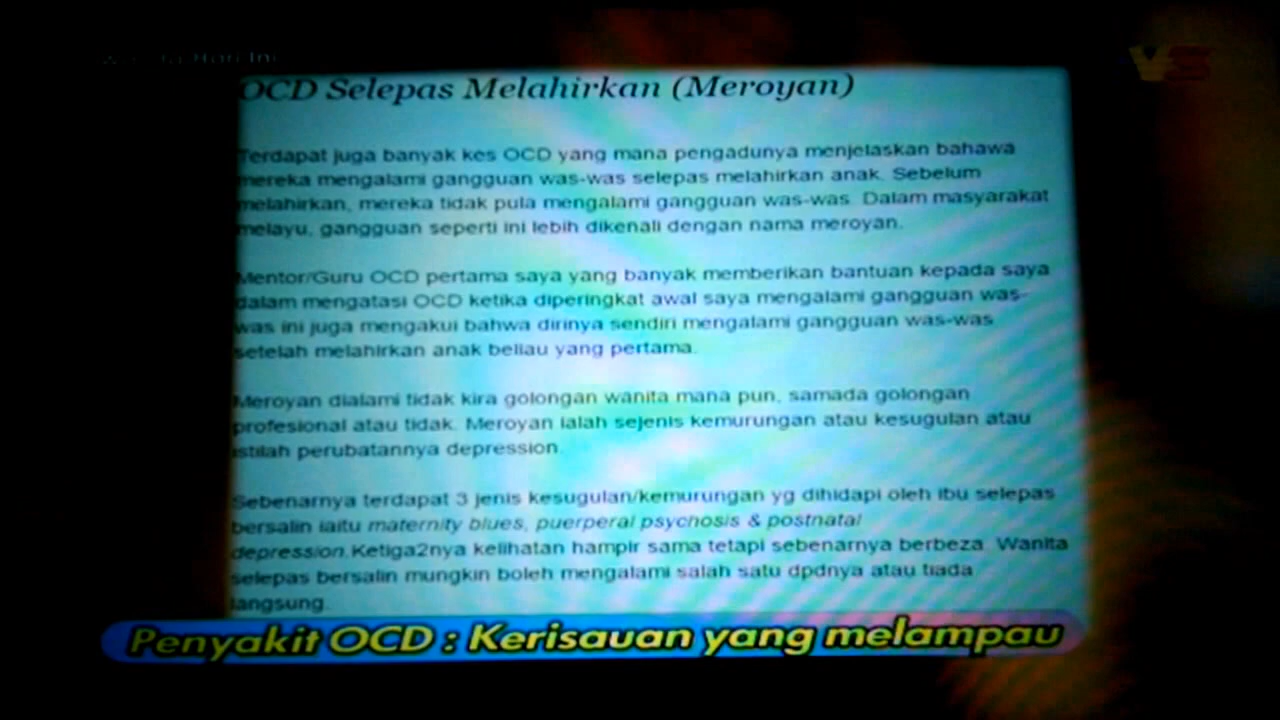 Hari Ini
OCD Selepas Melahirkan (Meroyan)
Terdapat juga banyak kes OCD yang mana pengadunya menjelaskan bahawa
mereka mengalami gangguan was-was selepas melahirkan anak. Sebelum
melahirkan, mereka tidak pula mengalami gangguan was-was. Dalam masyarakat
melayu, gangguan seperti ini lebih dikenali dengan nama meroyan.
Mentor/Guru OCD pertama saya yang banyak memberikan bantuan kepada saya
dalam mengatasi OCD ketika diperingkat awal saya mengalami gangguan was-
was ini juga mengakui bahwa dirinya sendiri mengalami gangguan was-was
setelah melahirkan anak beliau yang pertama.
Meroyan dialami tidak kira golongan wanita mana pun, samada golongan
profesional atau tidak. Meroyan ialah sejenis kemurungan atau kesugulan atau
istilah perubatannya depression.
Sebenarnya terdapat 3 jenis kesugulan/kemurungan yg dihidapi oleh ibu selepas
bersalin iaitu maternity blues, puerperal psychosis & postnatal
depression.Ketiga2nya kelihatan hampir sama tetapi sebenarnya berbeza. Wanita
selepas bersalin mungkin boleh mengalami salah satu dpdnya atau tiada
langsung.
Penyakit OCD : Kerisauan yang melampau